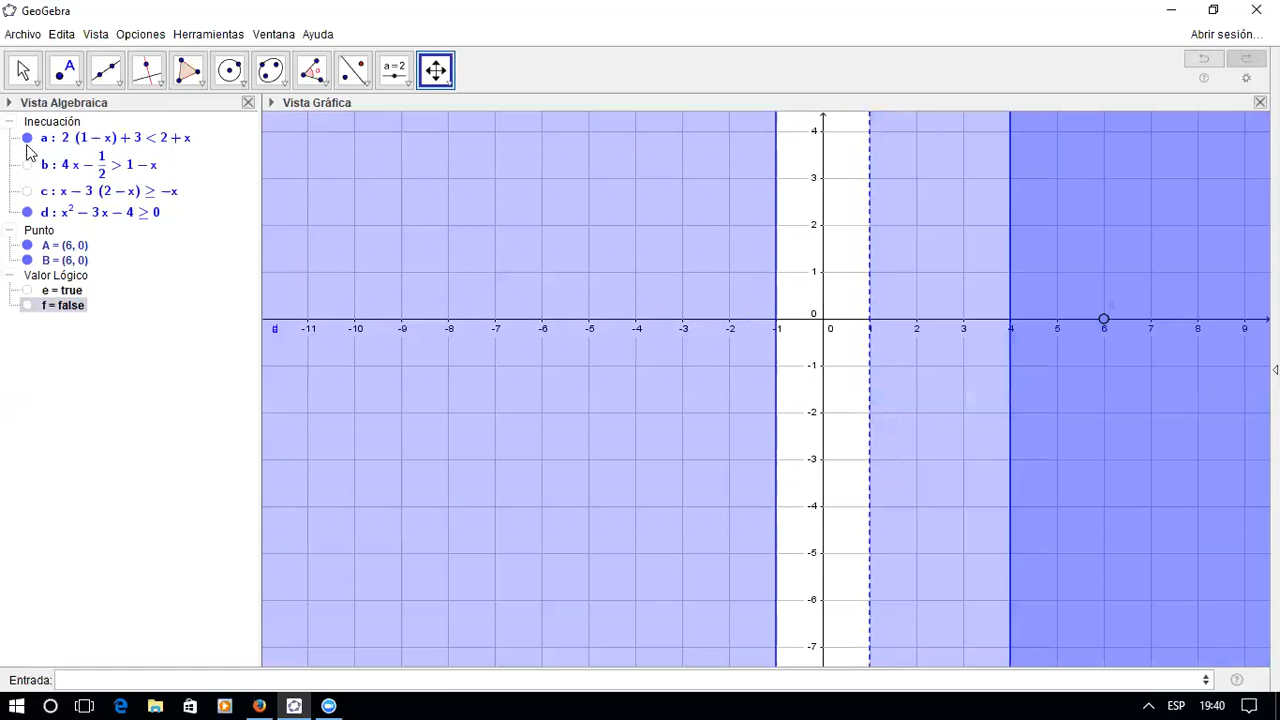 GeoGebra
Archivo Edita Vista Opciones Herramientas Ventana Ayuda
Abrir sesión...
A
α
a = 2
Vista Algebraica
Vista Gráfica
Inecuación
a : 2 (1 − x) + 3 < 2 + x
b : 4 x − 1/2 > 1 − x
c : x − 3 (2 − x) ≥ −x
d : x² − 3 x − 4 ≥ 0
Punto
A = (6, 0)
B = (6, 0)
Valor Lógico
e = true
f = false
4
3
2
1
0
d -11 -10 -9 -8 -7 -6 -5 -4 -3 -2 -1 0 1 2 3 4 5 6 7 8 9
-1
-2
-3
-4
-5
-6
-7
Entrada:
ESP 19:40